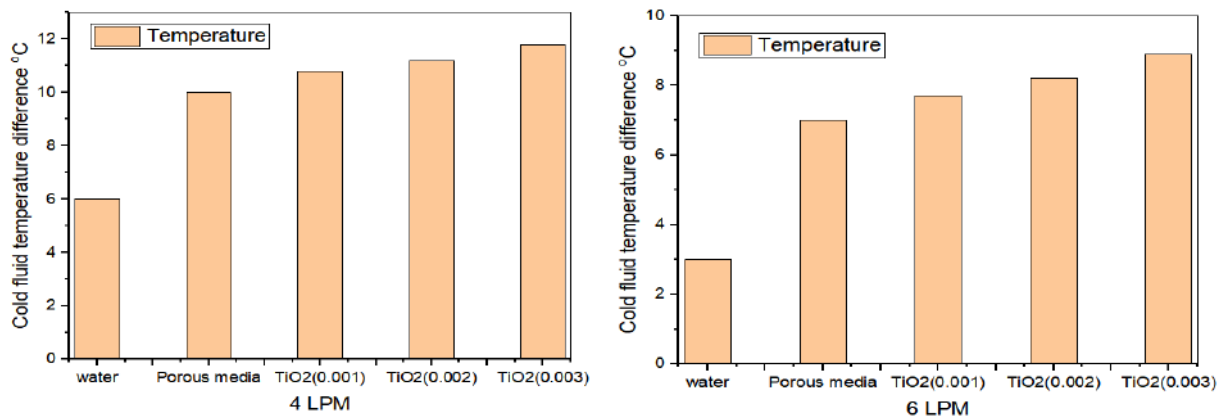 Temperature
Cold fluid temperature difference °C
12
10
8
6
4
2
0
water Porous media TiO2(0.001) TiO2(0.002) TiO2(0.003)
4 LPM
Temperature
Cold fluid temperature difference °C
10
8
6
4
2
0
water Porous media TiO2(0.001) TiO2(0.002) TiO2(0.003)
6 LPM